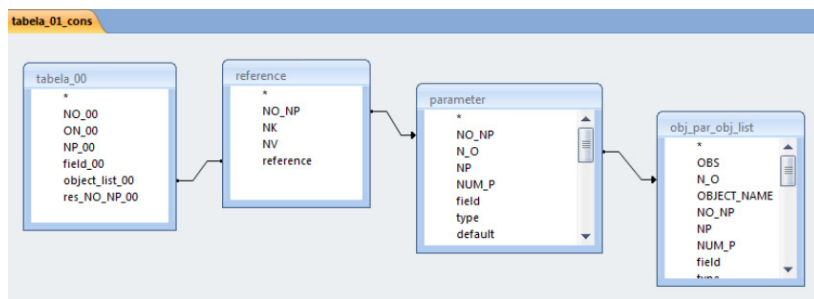 tabela_01_cons
tabela_00
*
NO_00
ON_00
NP_00
field_00
object_list_00
res_NO_NP_00
reference
*
NO_NP
NK
NV
reference
parameter
*
NO_NP
N_O
NP
NUM_P
field
type
default
obj_par_obj_list
*
OBS
N_O
OBJECT_NAME
NO_NP
NP
NUM_P
field
type